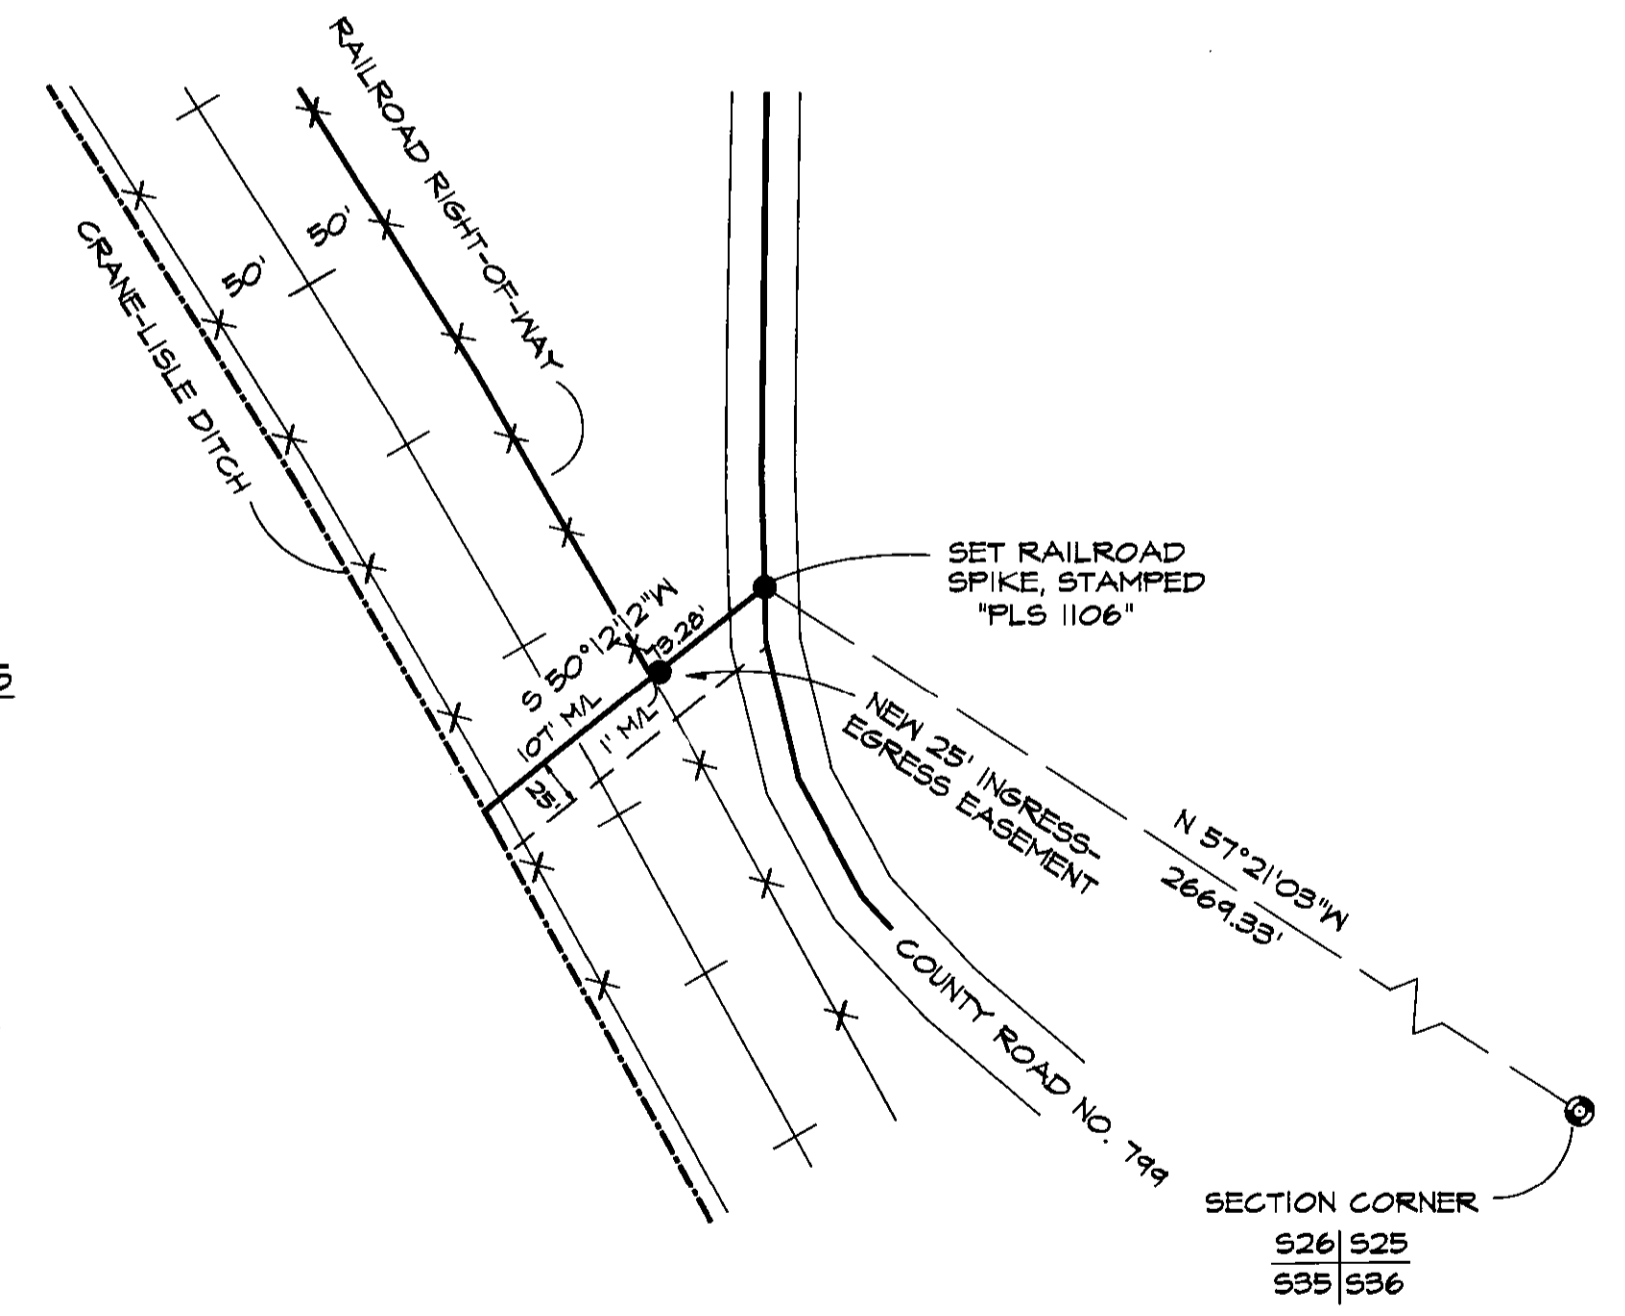 RAILROAD RIGHT-OF-WAY
50'
50'
CRANE-LISLE DITCH
SET RAILROAD
SPIKE, STAMPED
"PLS 1106"
S 50°12'12"W
73.28'
107' M/L
1' M/L
25'
NEW 25' INGRESS-
EGRESS EASEMENT
N 57°21'03"W
2669.33'
COUNTY ROAD NO. 799
SECTION CORNER
S26 | S25
S35 | S36